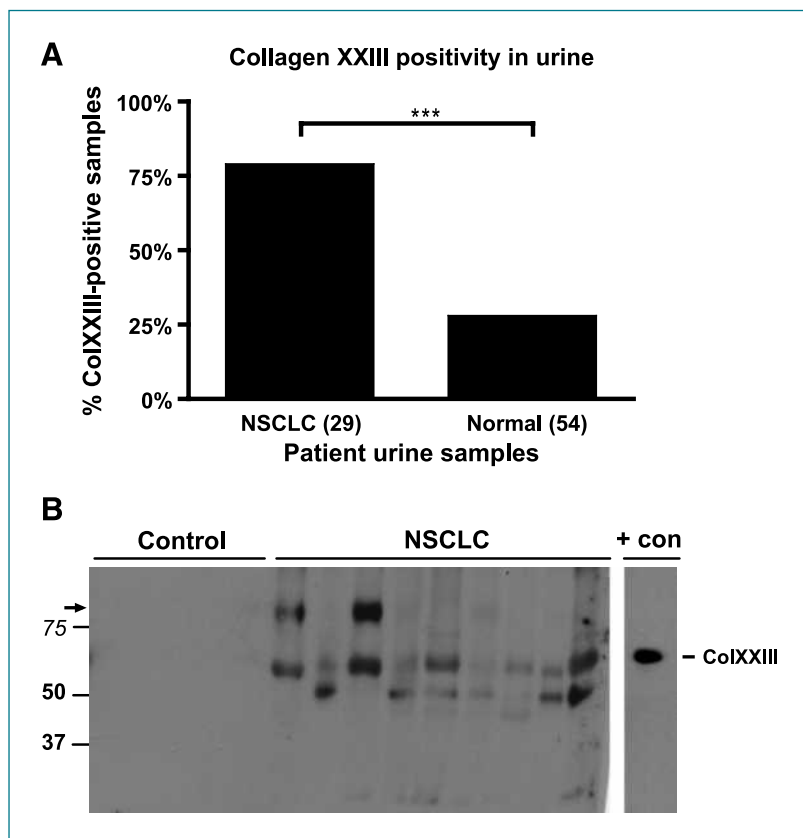 A
Collagen XXIII positivity in urine
***
100%
75%
50%
25%
0%
% ColXXIII-positive samples
NSCLC (29)
Normal (54)
Patient urine samples
B
Control
NSCLC
+ con
75
50
37
ColXXIII